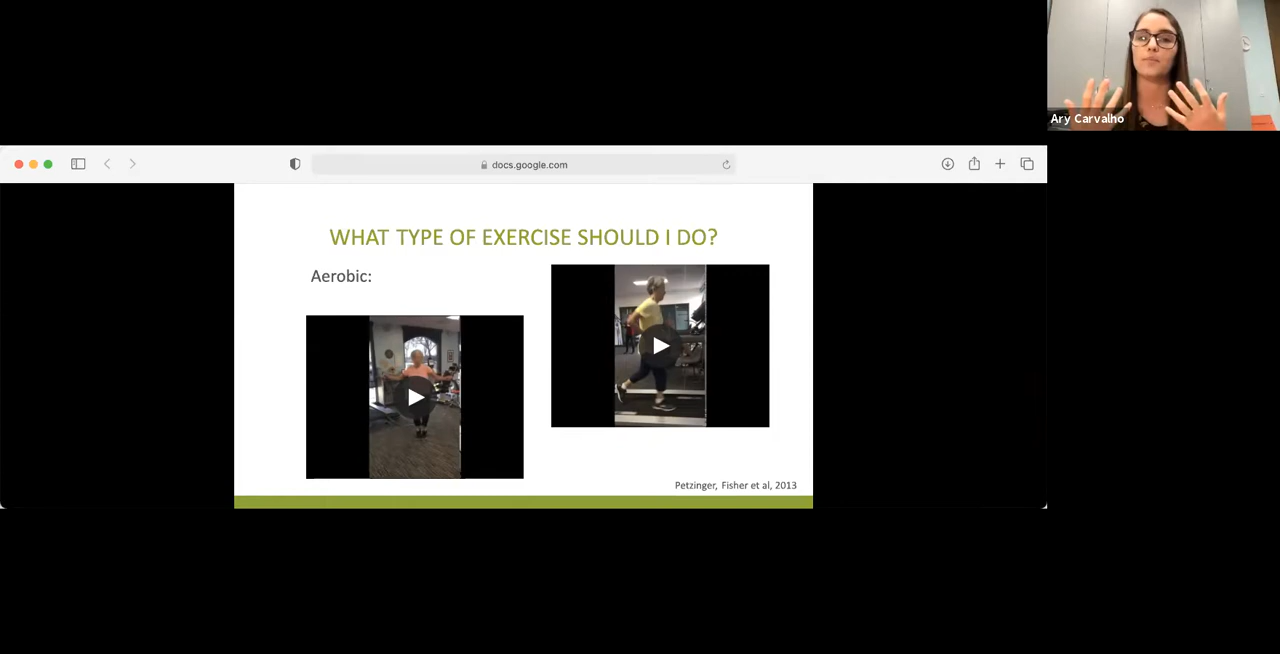 Ary Carvalho
docs.google.com
WHAT TYPE OF EXERCISE SHOULD I DO?
Aerobic:
Petzinger, Fisher et al, 2013